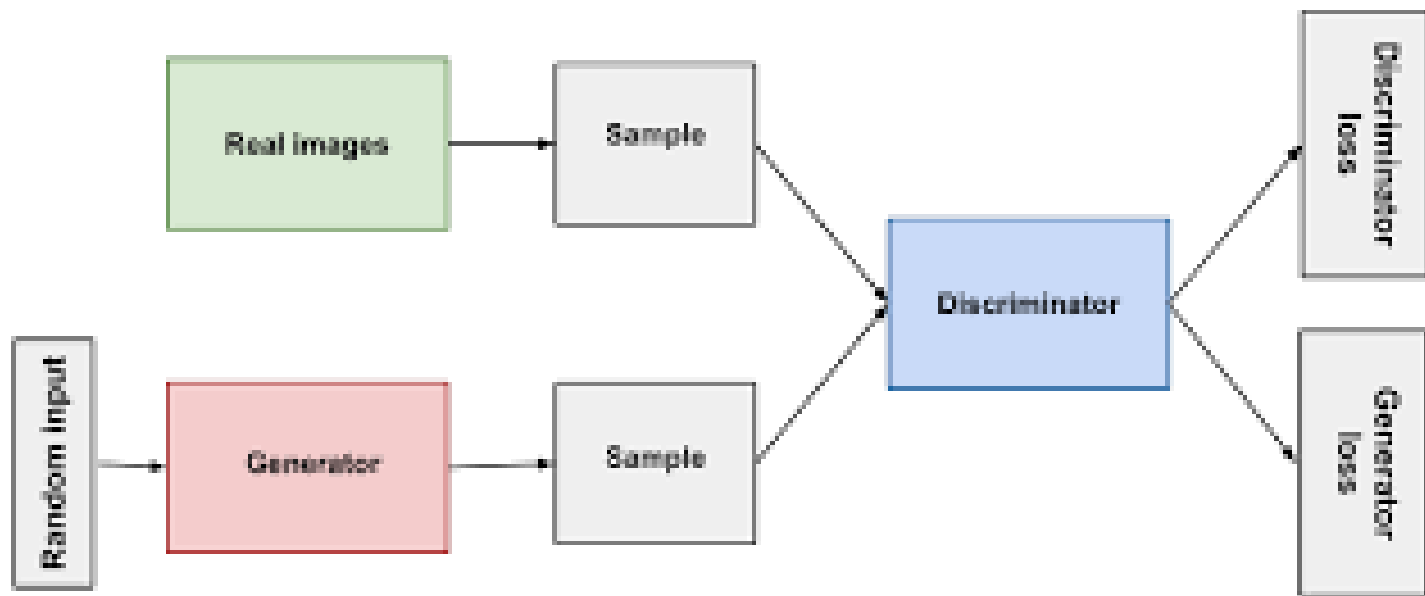 Real images
Sample
Discriminator
loss
Discriminator
Random input
Generator
Sample
Generator
loss